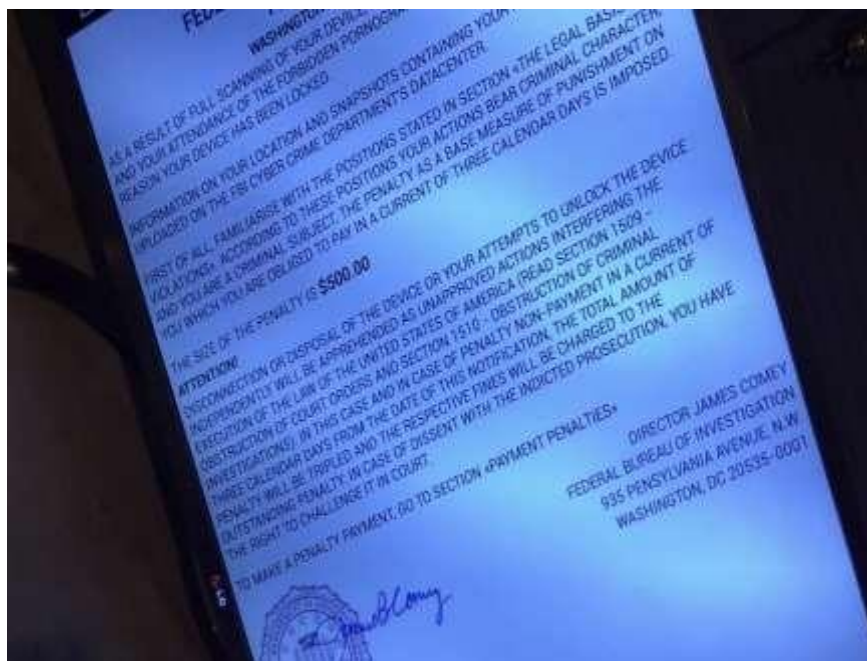 WASHINGTON
AS A RESULT OF FULL SCANNING OF YOUR DEVICE,
AND YOUR ATTENDANCE OF THE FORBIDDEN
REASON YOUR DEVICE HAS BEEN LOCKED.
INFORMATION ON YOUR LOCATION AND SNAPSHOTS CONTAINING YOUR
UPLOADED ON THE FBI CYBER CRIME DEPARTMENT'S DATACENTER.
FIRST OF ALL FAMILIARISE WITH THE POSITIONS STATED IN SECTION «THE LEGAL BASIS
VIOLATIONS». ACCORDING TO THESE POSITIONS YOUR ACTIONS BEAR CRIMINAL CHARACTER,
AND YOU ARE A CRIMINAL SUBJECT. THE PENALTY AS A BASE MEASURE OF PUNISHMENT ON
YOU WHICH YOU ARE OBLIGED TO PAY IN A CURRENT OF THREE CALENDAR DAYS IS IMPOSED.
THE SIZE OF THE PENALTY IS $500.00
ATTENTION!
DISCONNECTION OR DISPOSAL OF THE DEVICE OR YOUR ATTEMPTS TO UNLOCK THE DEVICE
INDEPENDENTLY WILL BE APPREHENDED AS UNAPPROVED ACTIONS INTERFERING THE
EXECUTION OF THE LAW OF THE UNITED STATES OF AMERICA (READ SECTION 1509 -
OBSTRUCTION OF COURT ORDERS AND SECTION 1510 - OBSTRUCTION OF CRIMINAL
INVESTIGATIONS). IN THIS CASE AND IN CASE OF PENALTY NON-PAYMENT IN A CURRENT OF
THREE CALENDAR DAYS FROM THE DATE OF THIS NOTIFICATION, THE TOTAL AMOUNT OF
PENALTY WILL BE TRIPLED AND THE RESPECTIVE FINES WILL BE CHARGED TO THE
OUTSTANDING PENALTY. IN CASE OF DISSENT WITH THE INDICTED PROSECUTION, YOU HAVE
THE RIGHT TO CHALLENGE IT IN COURT.
TO MAKE A PENALTY PAYMENT, GO TO SECTION «PAYMENT PENALTIES»
DIRECTOR JAMES COMEY
FEDERAL BUREAU OF INVESTIGATION
935 PENSYLVANIA AVENUE, N.W.
WASHINGTON, DC 20535-0001
LG